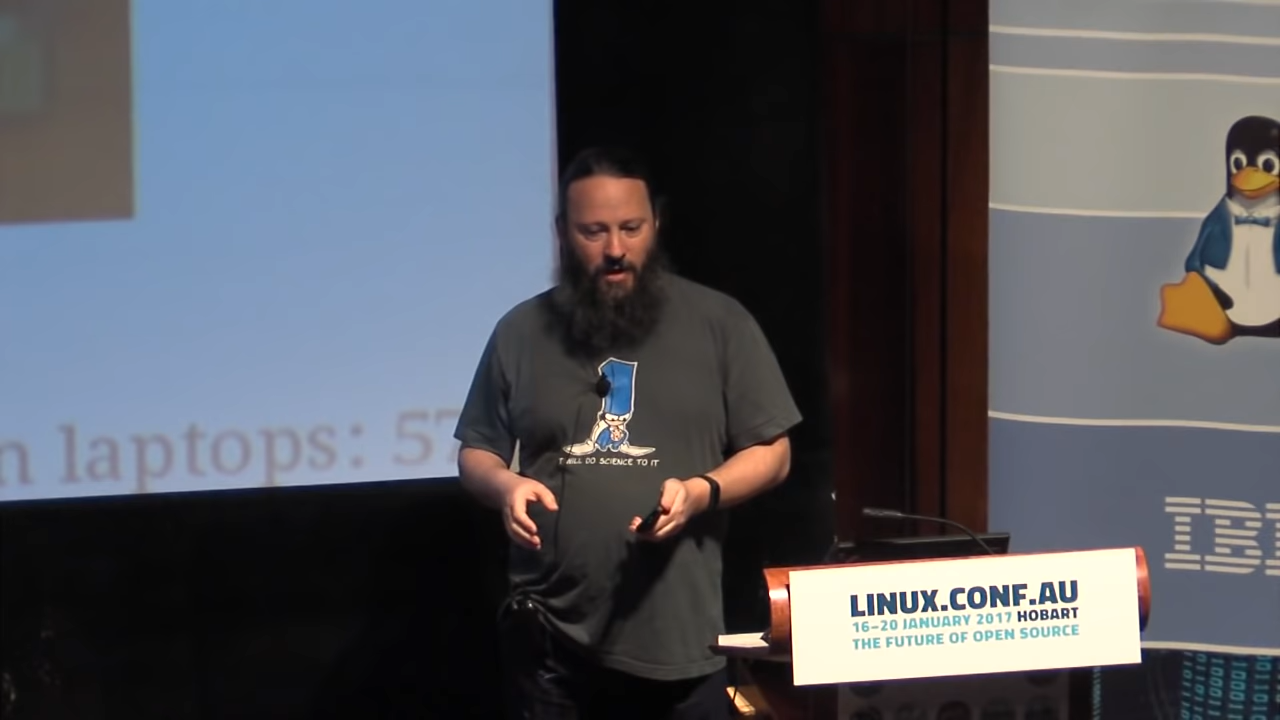 n laptops: 57
I WILL DO SCIENCE TO IT
LINUX.CONF.AU
16-20 JANUARY 2017 HOBART
THE FUTURE OF OPEN SOURCE
IBM